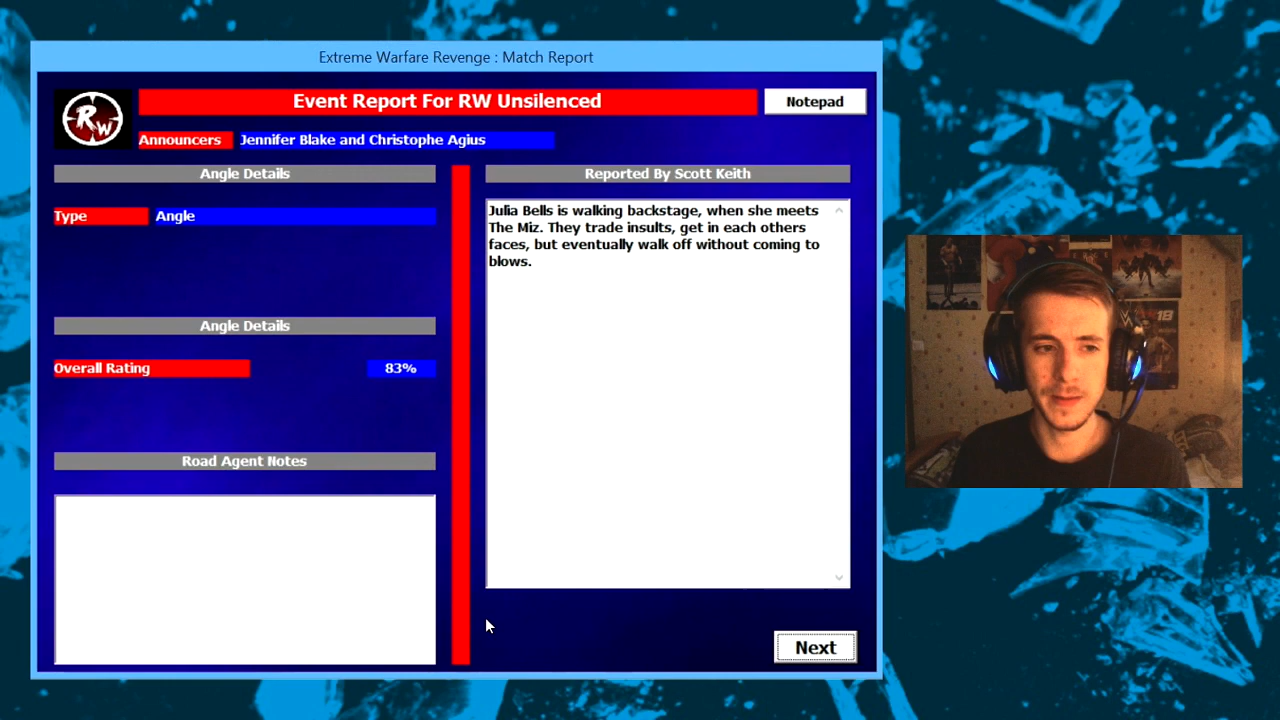 Extreme Warfare Revenge : Match Report
RW
Event Report For RW Unsilenced
Notepad
Announcers
Jennifer Blake and Christophe Agius
Angle Details
Type
Angle
Angle Details
Overall Rating
83%
Road Agent Notes
Reported By Scott Keith
Julia Bells is walking backstage, when she meets
The Miz. They trade insults, get in each others
faces, but eventually walk off without coming to
blows.
Next
18